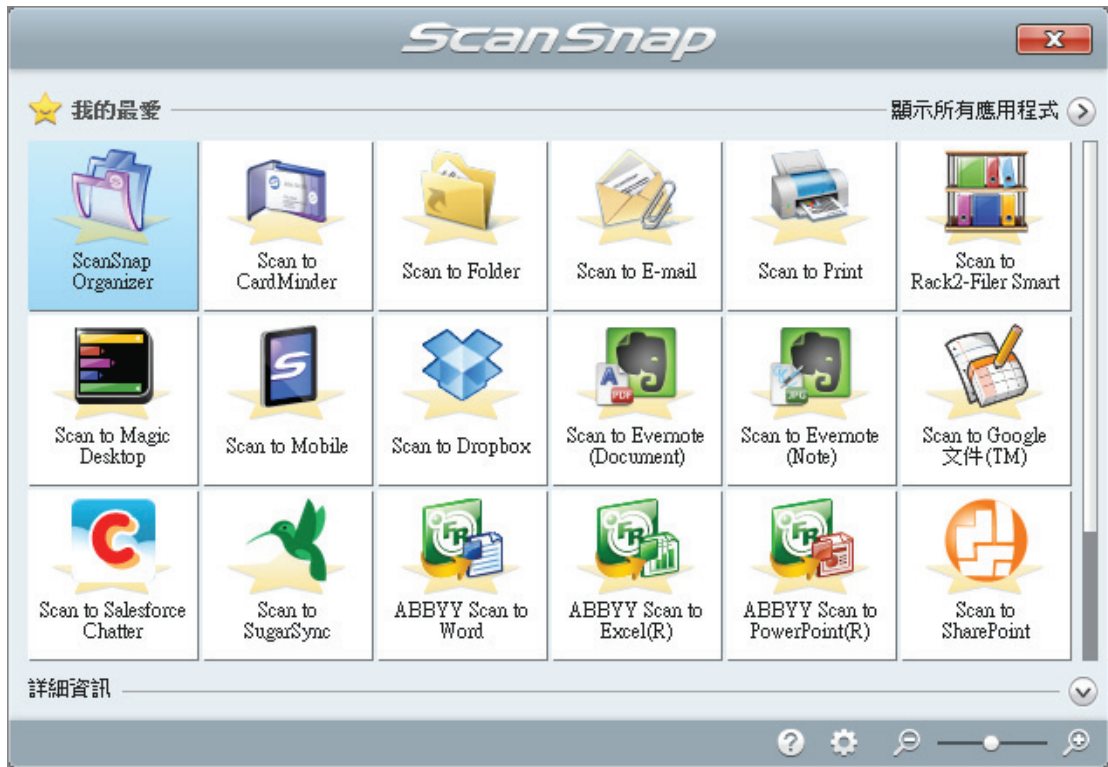 ScanSnap
我的最愛
顯示所有應用程式
ScanSnap
Organizer
Scan to
CardMinder
Scan to Folder
Scan to E-mail
Scan to Print
Scan to
Rack2-Filer Smart
Scan to Magic
Desktop
Scan to Mobile
Scan to Dropbox
Scan to Evernote
(Document)
Scan to Evernote
(Note)
Scan to Google
文件(TM)
Scan to Salesforce
Chatter
Scan to
SugarSync
ABBYY Scan to
Word
ABBYY Scan to
Excel(R)
ABBYY Scan to
PowerPoint(R)
Scan to
SharePoint
詳細資訊